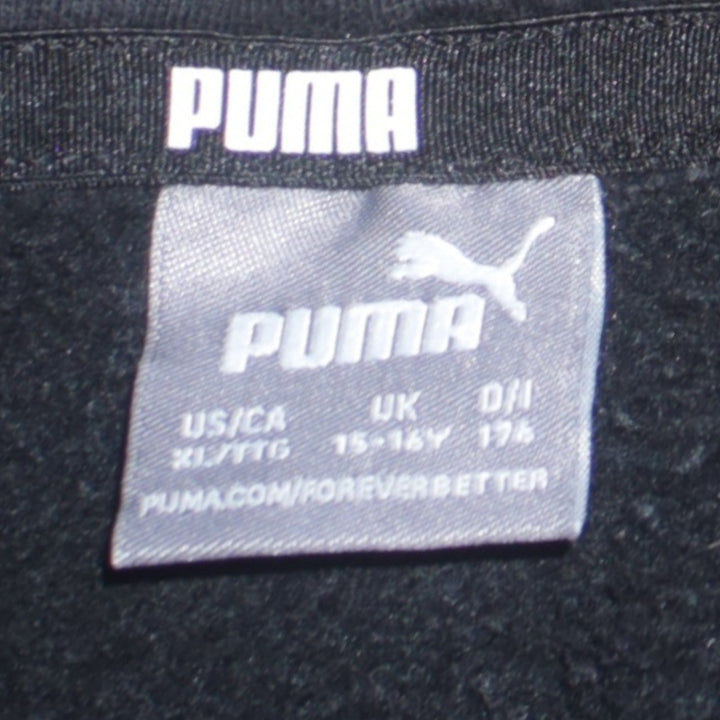 PUMA
PUMA
US/CA UK D/I
XL/TTG 15-16Y 176
PUMA.COM/FOREVERBETTER